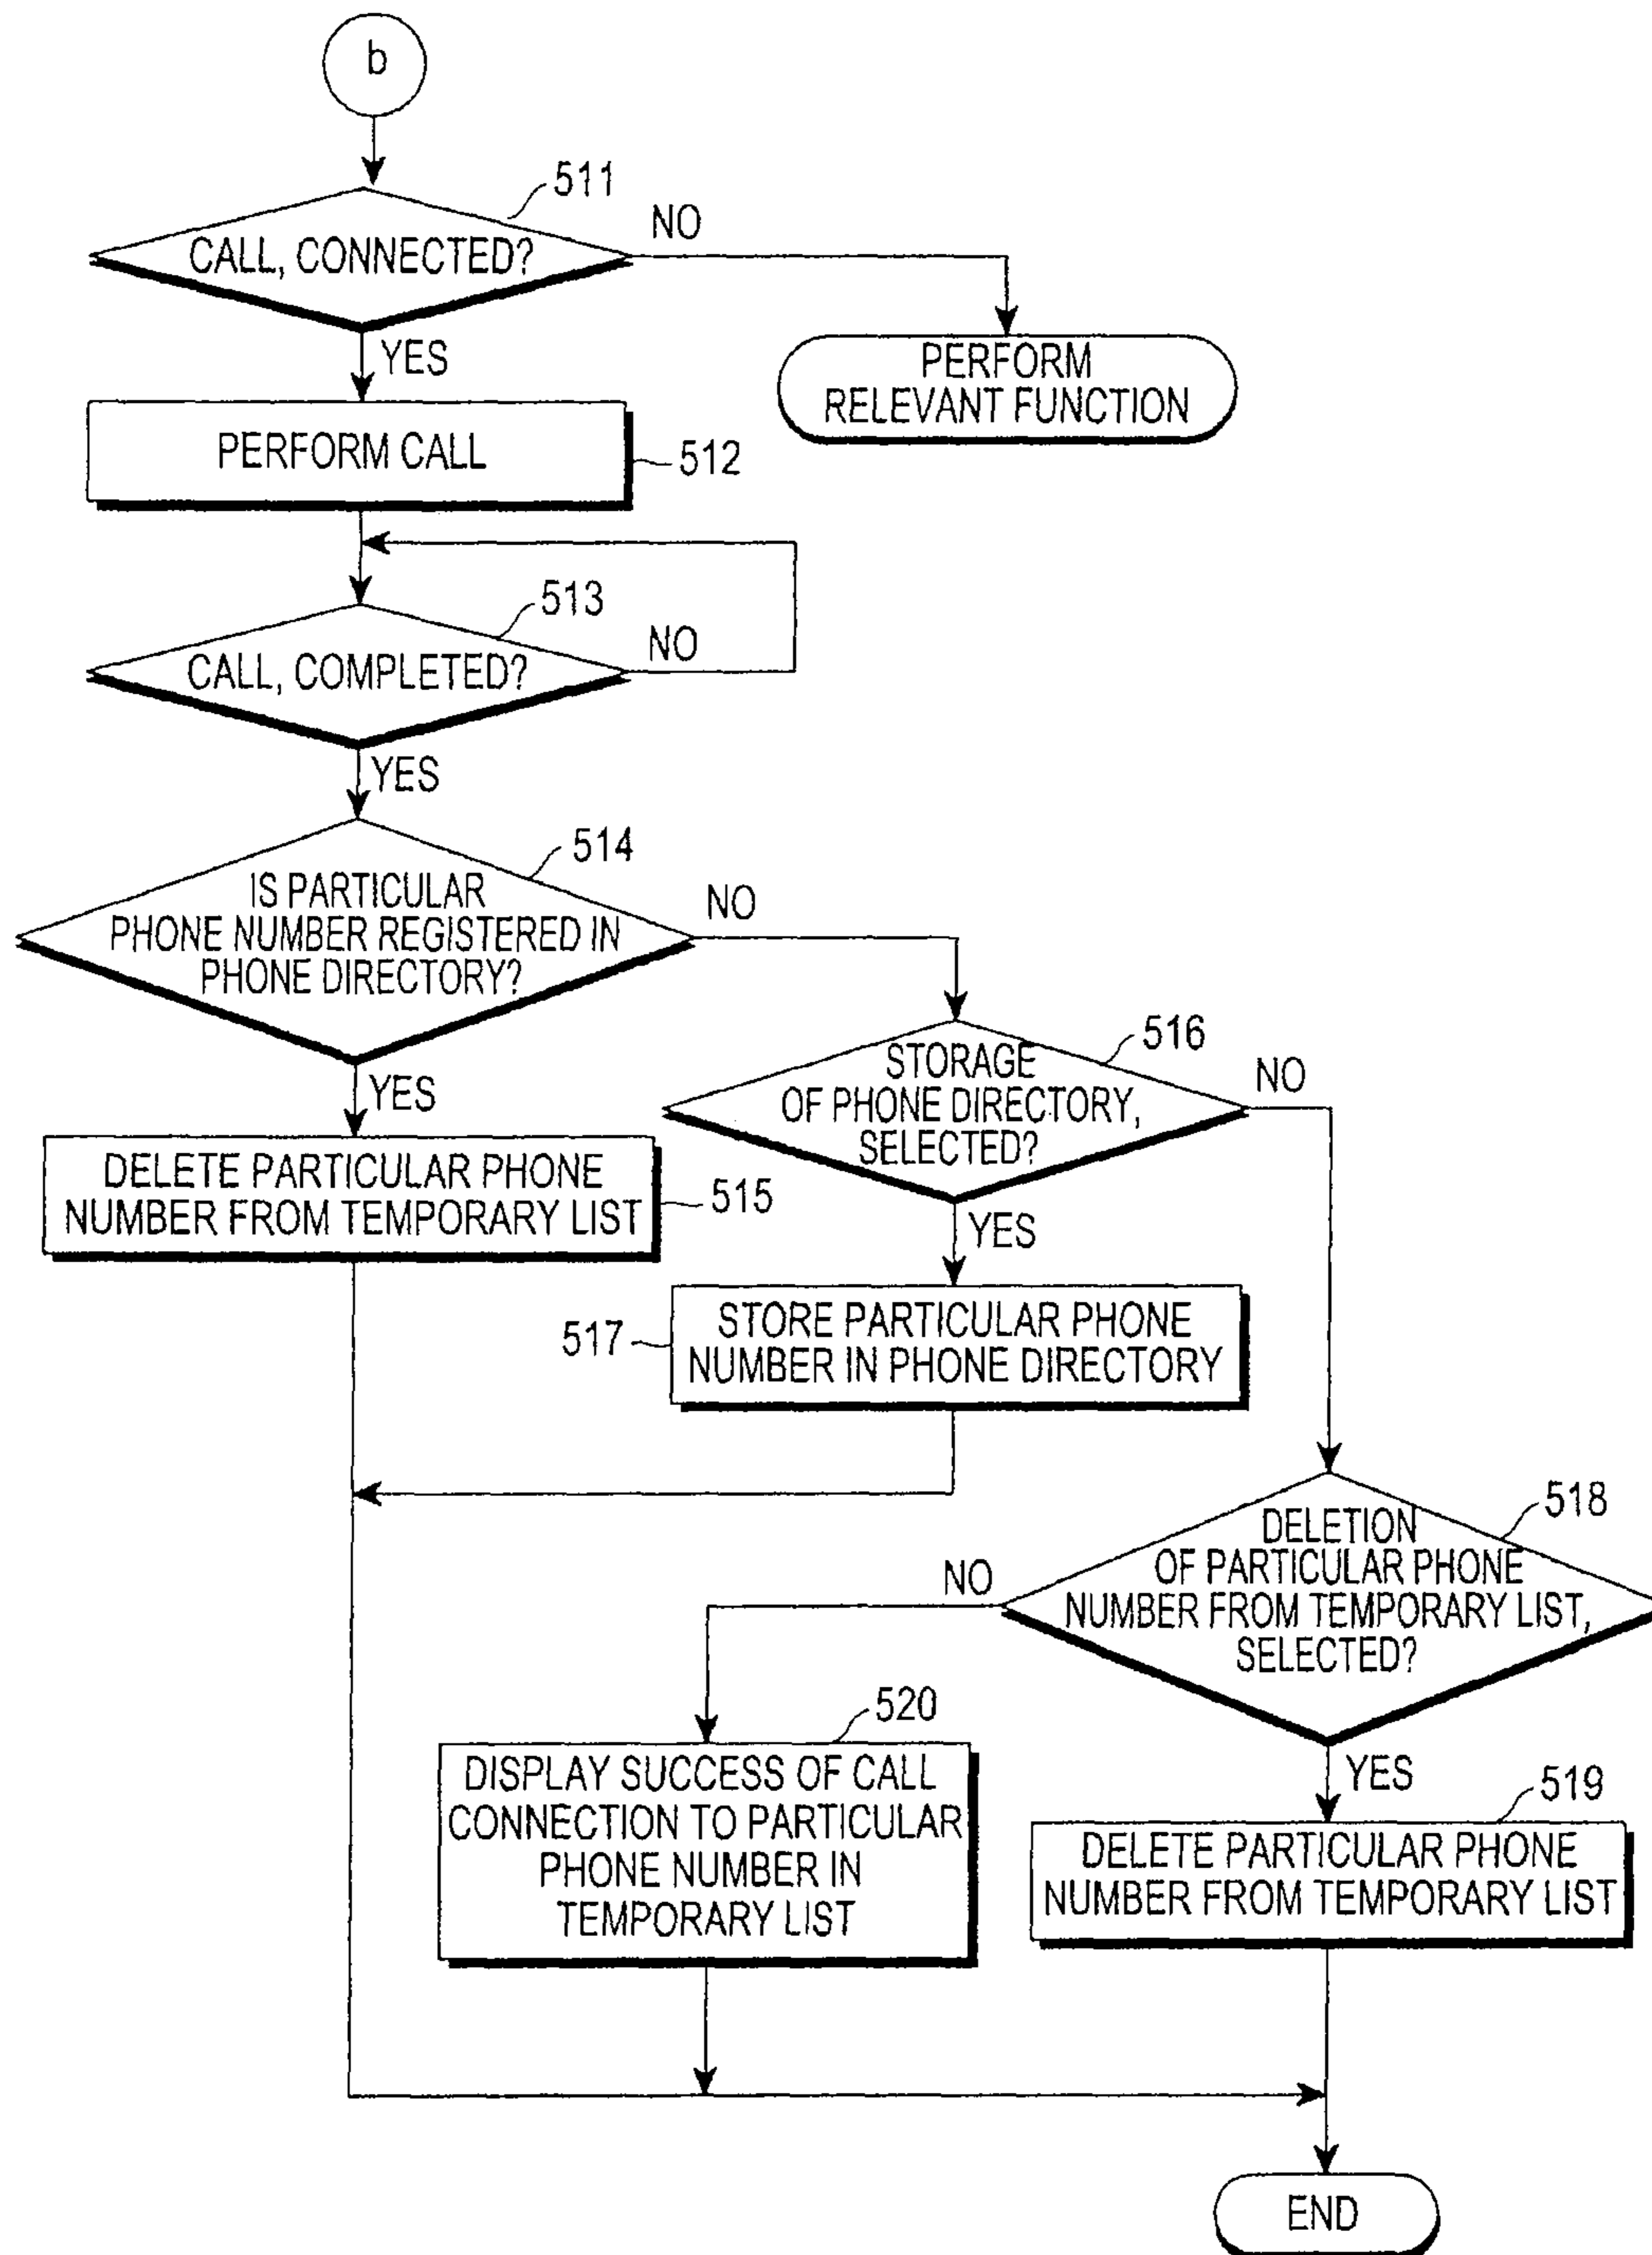 b
511
CALL, CONNECTED?
NO
YES
PERFORM
RELEVANT FUNCTION
PERFORM CALL
512
513
CALL, COMPLETED?
NO
YES
514
IS PARTICULAR
PHONE NUMBER REGISTERED IN
PHONE DIRECTORY?
NO
YES
516
STORAGE
OF PHONE DIRECTORY,
SELECTED?
NO
YES
DELETE PARTICULAR PHONE
NUMBER FROM TEMPORARY LIST
515
517
STORE PARTICULAR PHONE
NUMBER IN PHONE DIRECTORY
518
DELETION
OF PARTICULAR PHONE
NUMBER FROM TEMPORARY LIST,
SELECTED?
NO
YES
520
DISPLAY SUCCESS OF CALL
CONNECTION TO PARTICULAR
PHONE NUMBER IN
TEMPORARY LIST
519
DELETE PARTICULAR PHONE
NUMBER FROM TEMPORARY LIST
END